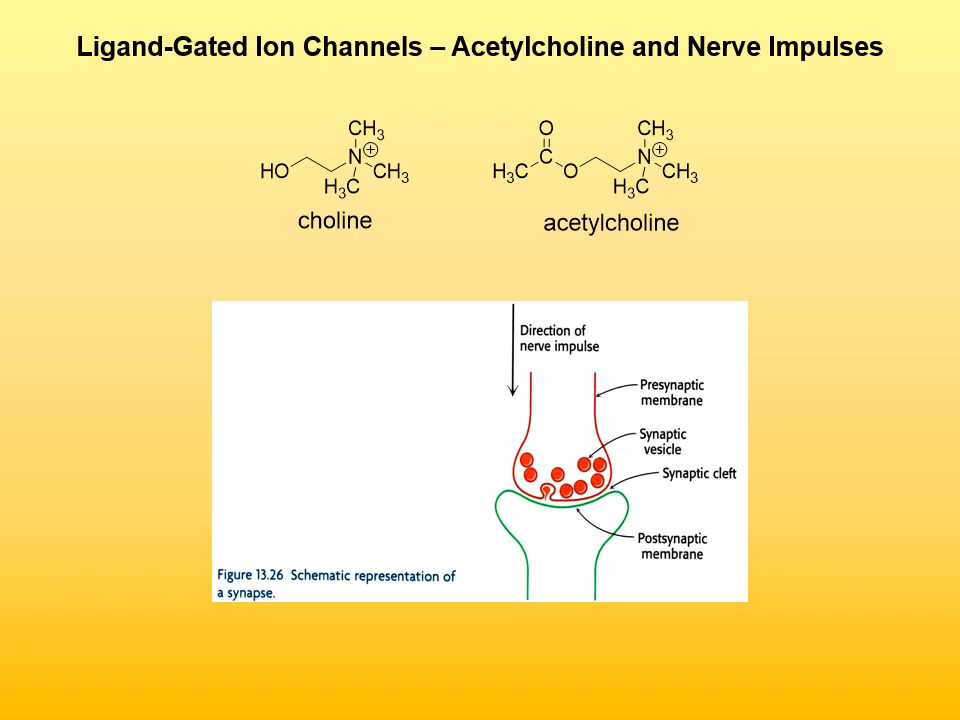 Ligand-Gated Ion Channels – Acetylcholine and Nerve Impulses
CH3
HO N⊕ CH3
H3C
choline
O
CH3
H3C C O N⊕ CH3
H3C
acetylcholine
Direction of
nerve impulse
Presynaptic
membrane
Synaptic
vesicle
Synaptic cleft
Postsynaptic
membrane
Figure 13.26 Schematic representation of
a synapse.